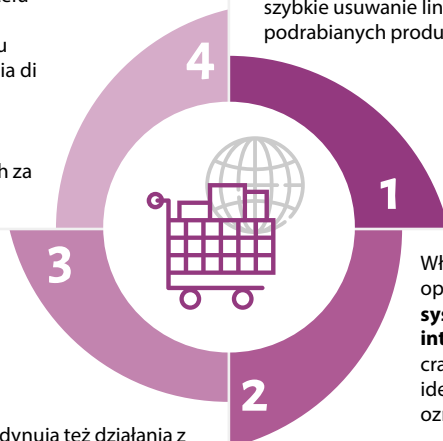 szybkie usuwanie lin
podrabianych produ
u
ia di
h za
4
1
3
2
Wł
op
sys
int
cra
ide
ozn
dynują też działania z